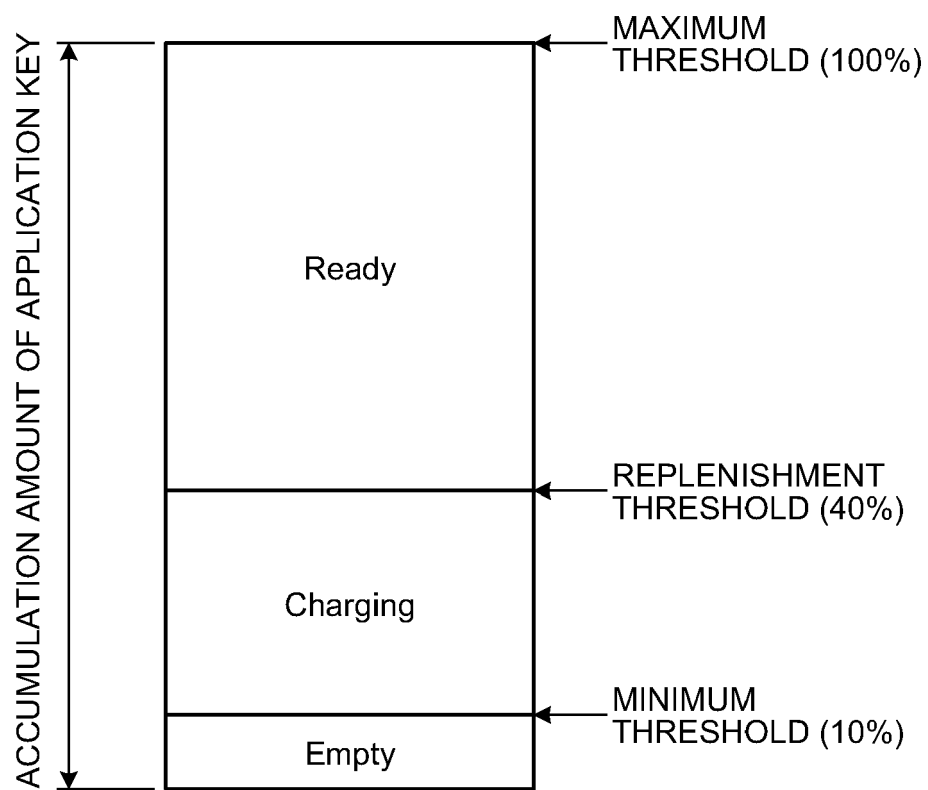 ACCUMULATION AMOUNT OF APPLICATION KEY
MAXIMUM
THRESHOLD (100%)
Ready
REPLENISHMENT
THRESHOLD (40%)
Charging
MINIMUM
THRESHOLD (10%)
Empty